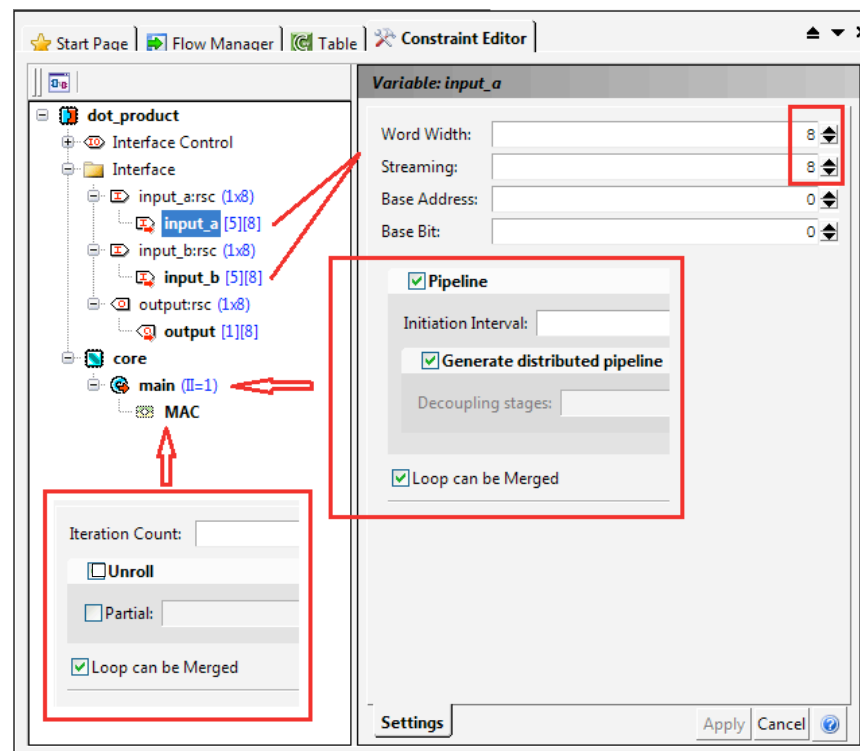 Start Page Flow Manager Table Constraint Editor
Variable: input_a
dot_product
Interface Control
Interface
input_a:rsc (1x8)
input_a [5][8]
input_b:rsc (1x8)
input_b [5][8]
output:rsc (1x8)
output [1][8]
core
main (II=1)
MAC
Iteration Count:
Unroll
Partial:
Loop can be Merged
Word Width: 8
Streaming: 8
Base Address: 0
Base Bit: 0
Pipeline
Initiation Interval:
Generate distributed pipeline
Decoupling stages:
Loop can be Merged
Settings Apply Cancel